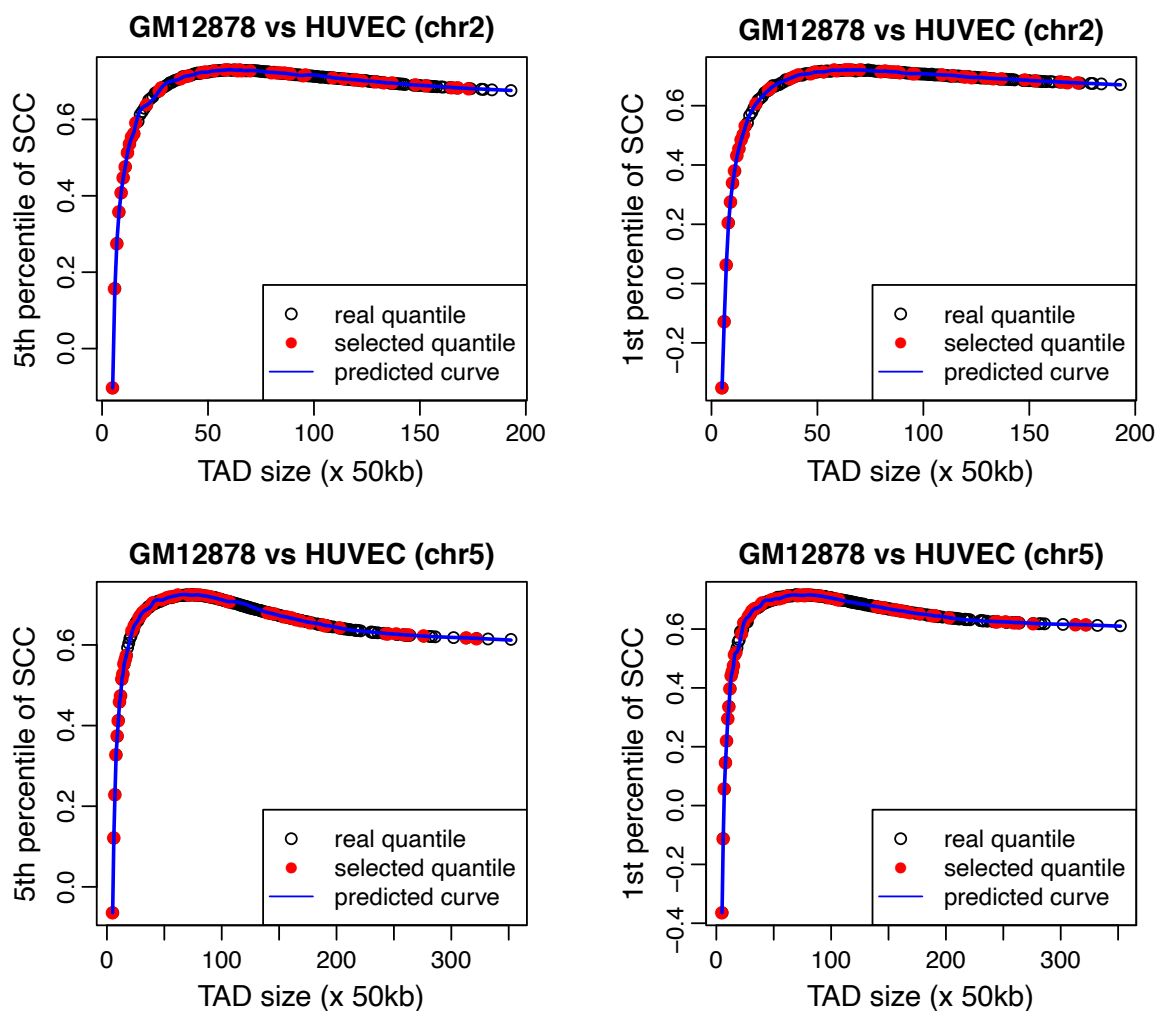 GM12878 vs HUVEC (chr2)
5th percentile of SCC
0.0 0.2 0.4 0.6
real quantile
selected quantile
predicted curve
0 50 100 150 200
TAD size (x 50kb)
GM12878 vs HUVEC (chr2)
1st percentile of SCC
−0.2 0.0 0.2 0.4 0.6
real quantile
selected quantile
predicted curve
0 50 100 150 200
TAD size (x 50kb)
GM12878 vs HUVEC (chr5)
5th percentile of SCC
0.0 0.2 0.4 0.6
real quantile
selected quantile
predicted curve
0 100 200 300
TAD size (x 50kb)
GM12878 vs HUVEC (chr5)
1st percentile of SCC
−0.4 −0.2 0.0 0.2 0.4 0.6
real quantile
selected quantile
predicted curve
0 100 200 300
TAD size (x 50kb)